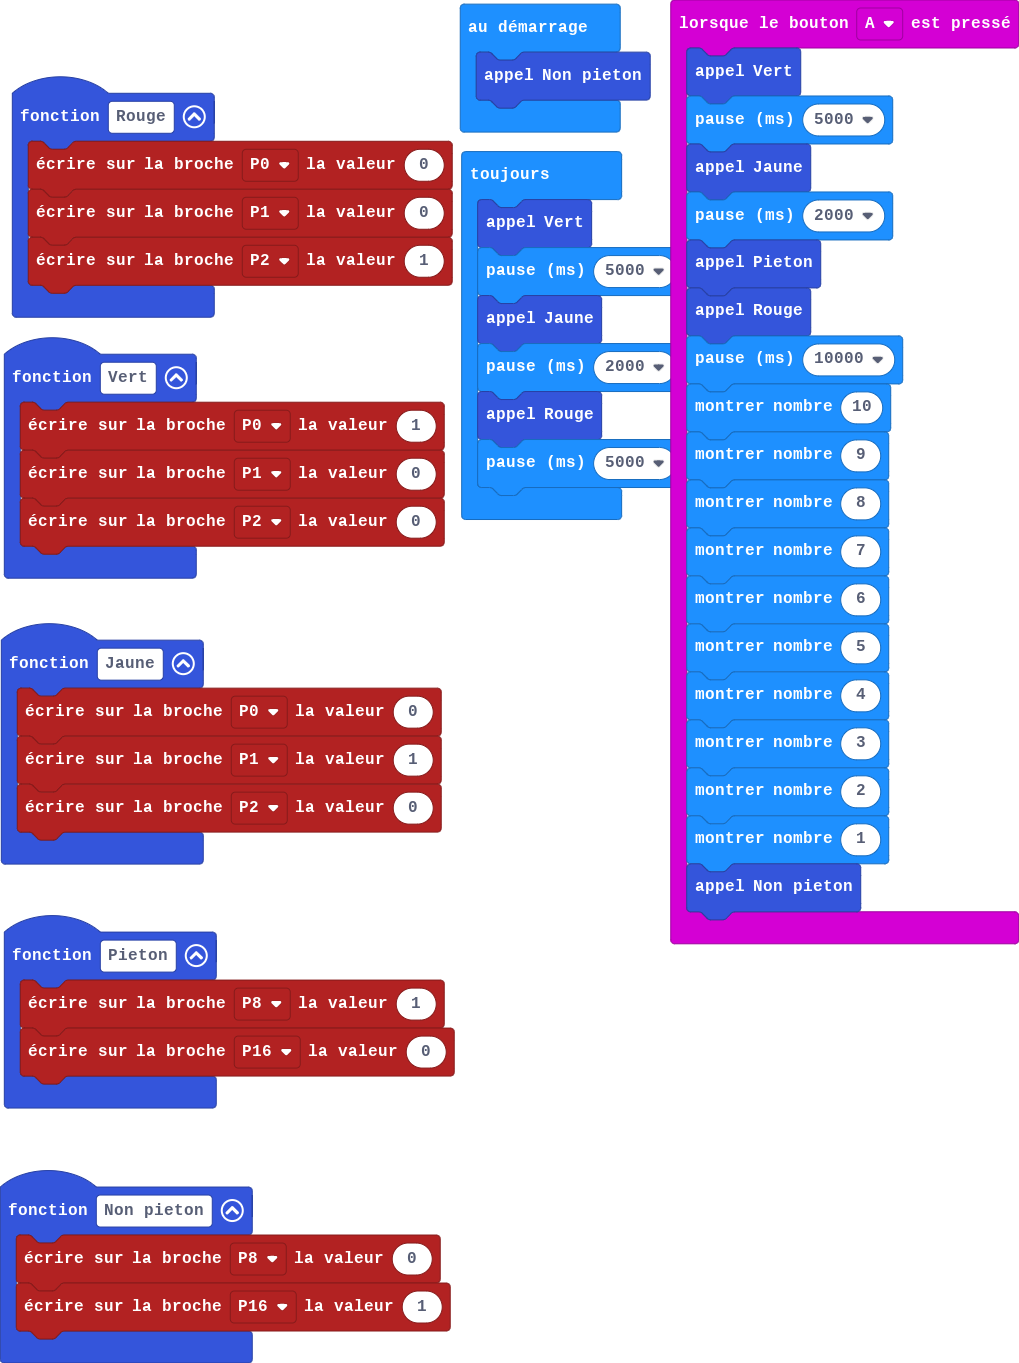 fonction Rouge
écrire sur la broche P0 la valeur 0
écrire sur la broche P1 la valeur 0
écrire sur la broche P2 la valeur 1
fonction Vert
écrire sur la broche P0 la valeur 1
écrire sur la broche P1 la valeur 0
écrire sur la broche P2 la valeur 0
fonction Jaune
écrire sur la broche P0 la valeur 0
écrire sur la broche P1 la valeur 1
écrire sur la broche P2 la valeur 0
fonction Pieton
écrire sur la broche P8 la valeur 1
écrire sur la broche P16 la valeur 0
fonction Non pieton
écrire sur la broche P8 la valeur 0
écrire sur la broche P16 la valeur 1
au démarrage
appel Non pieton
toujours
appel Vert
pause (ms) 5000
appel Jaune
pause (ms) 2000
appel Rouge
pause (ms) 5000
lorsque le bouton A est pressé
appel Vert
pause (ms) 5000
appel Jaune
pause (ms) 2000
appel Pieton
appel Rouge
pause (ms) 10000
montrer nombre 10
montrer nombre 9
montrer nombre 8
montrer nombre 7
montrer nombre 6
montrer nombre 5
montrer nombre 4
montrer nombre 3
montrer nombre 2
montrer nombre 1
appel Non pieton